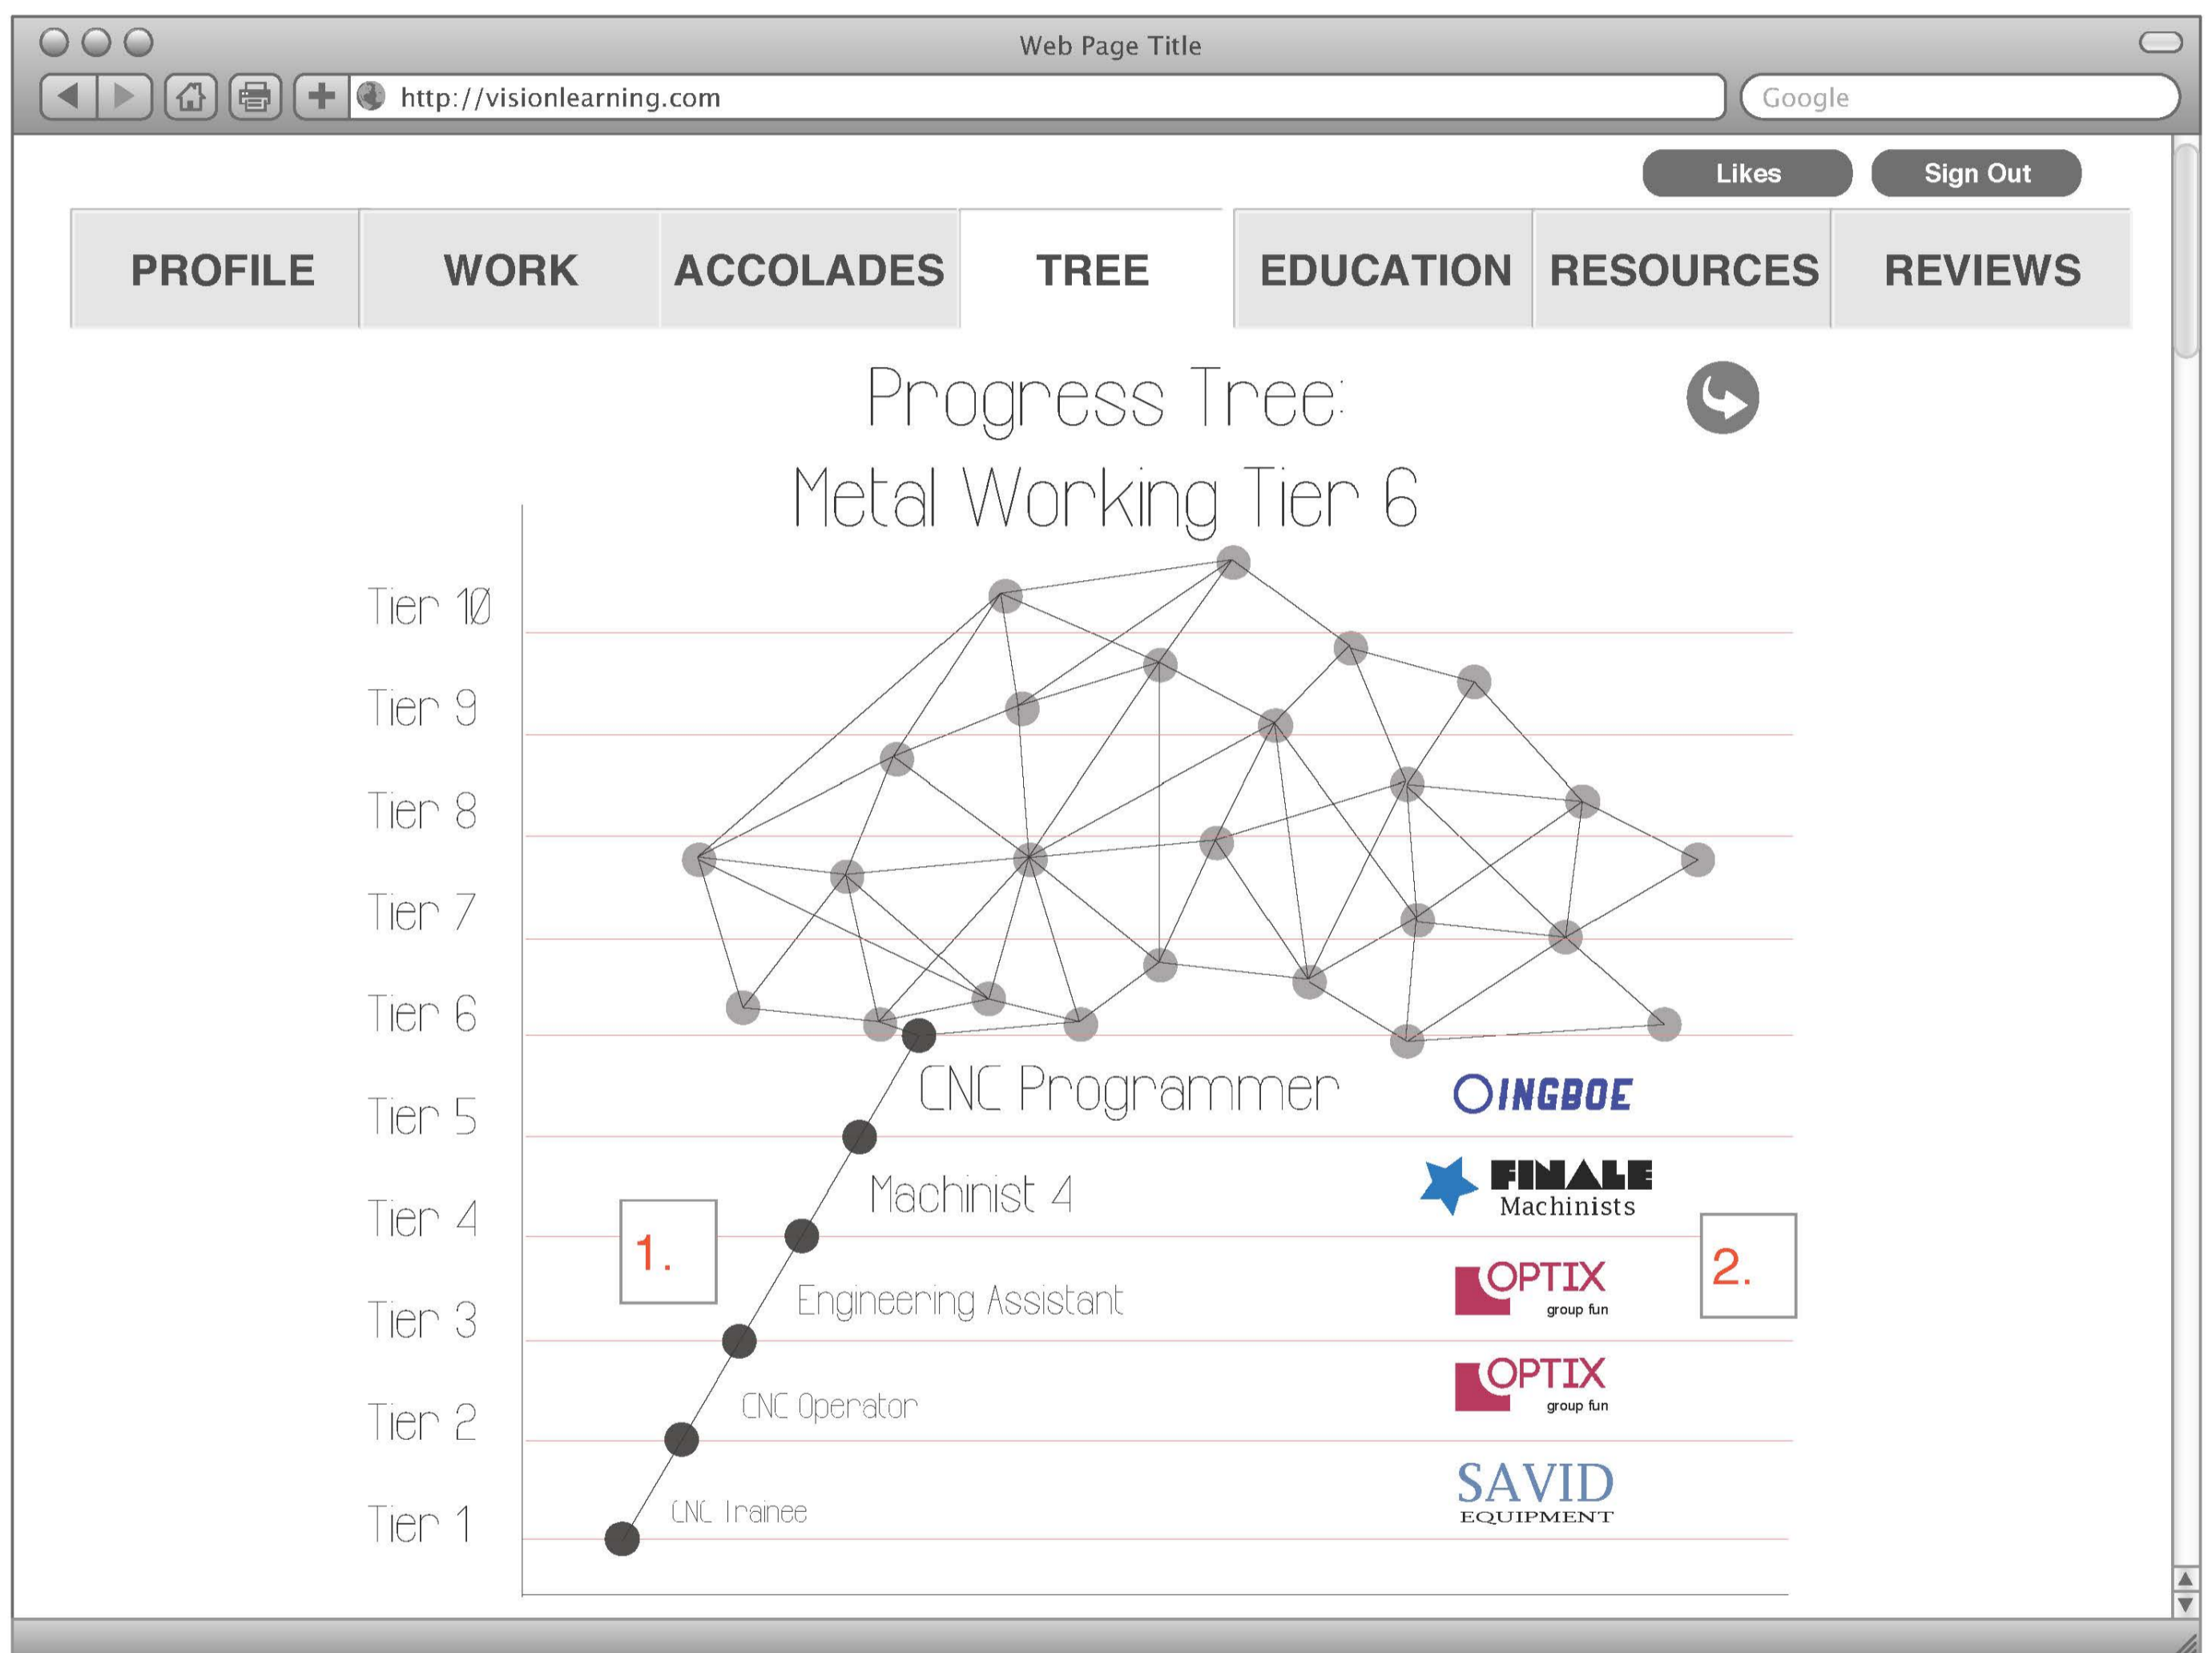 Web Page Title
http://visionlearning.com
Google
Likes
Sign Out
PROFILE
WORK
ACCOLADES
TREE
EDUCATION
RESOURCES
REVIEWS
Progress Tree:
Metal Working Tier 6
Tier 10
Tier 9
Tier 8
Tier 7
Tier 6
Tier 5
CNC Programmer
OINGBOE
Tier 4
Machinist 4
FINALE
Machinists
1.
2.
Tier 3
Engineering Assistant
OPTIX
group fun
Tier 2
CNC Operator
OPTIX
group fun
Tier 1
CNC Trainee
SAVID
EQUIPMENT